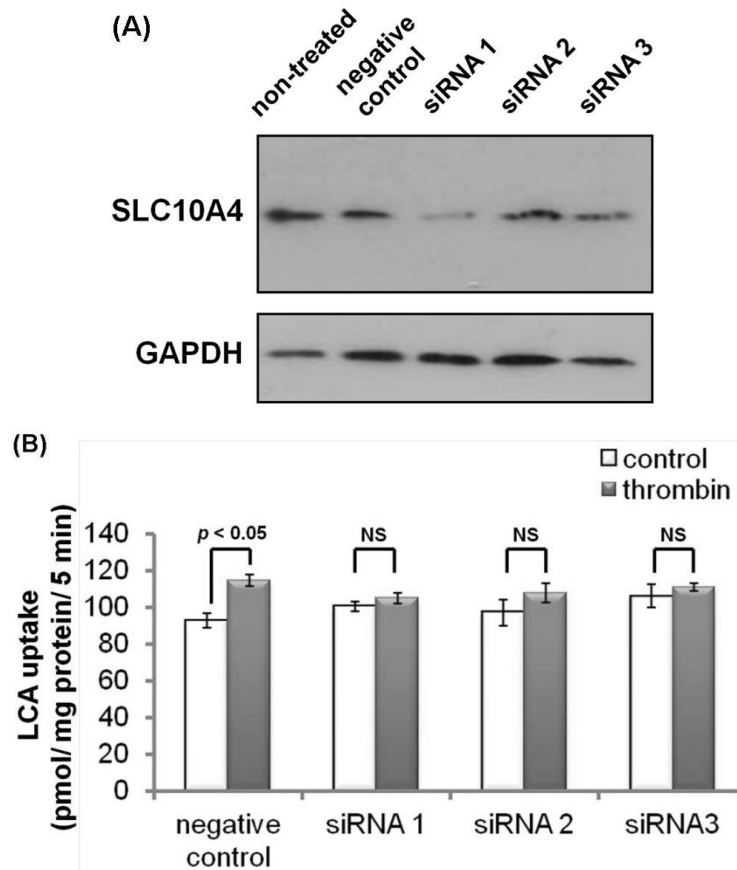 (A)
non-treated
negative
control
siRNA 1
siRNA 2
siRNA 3
SLC10A4
GAPDH
(B)
control
thrombin
LCA uptake
(pmol/ mg protein/ 5 min)
140
120
100
80
60
40
20
0
p < 0.05
NS
NS
NS
negative
control
siRNA 1
siRNA 2
siRNA3